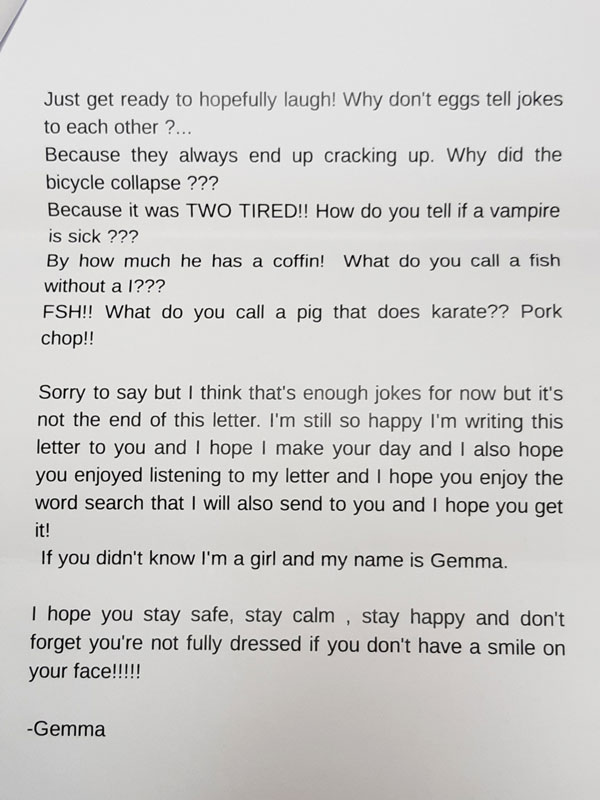 Just get ready to hopefully laugh! Why don't eggs tell jokes
to each other ?...
Because they always end up cracking up. Why did the
bicycle collapse ???
Because it was TWO TIRED!! How do you tell if a vampire
is sick ???
By how much he has a coffin! What do you call a fish
without a I???
FSH!! What do you call a pig that does karate?? Pork
chop!!
Sorry to say but I think that's enough jokes for now but it's
not the end of this letter. I'm still so happy I'm writing this
letter to you and I hope I make your day and I also hope
you enjoyed listening to my letter and I hope you enjoy the
word search that I will also send to you and I hope you get
it!
If you didn't know I'm a girl and my name is Gemma.
I hope you stay safe, stay calm , stay happy and don't
forget you're not fully dressed if you don't have a smile on
your face!!!!!
-Gemma